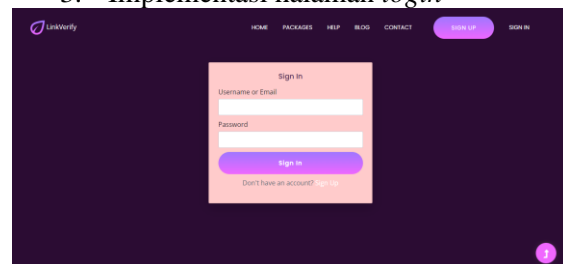 3. Implementasi halaman login
LinkVerify HOME PACKAGES HELP BLOG CONTACT SIGN UP SIGN IN
Sign In
Username or Email
Password
Sign In
Don't have an account? Sign Up